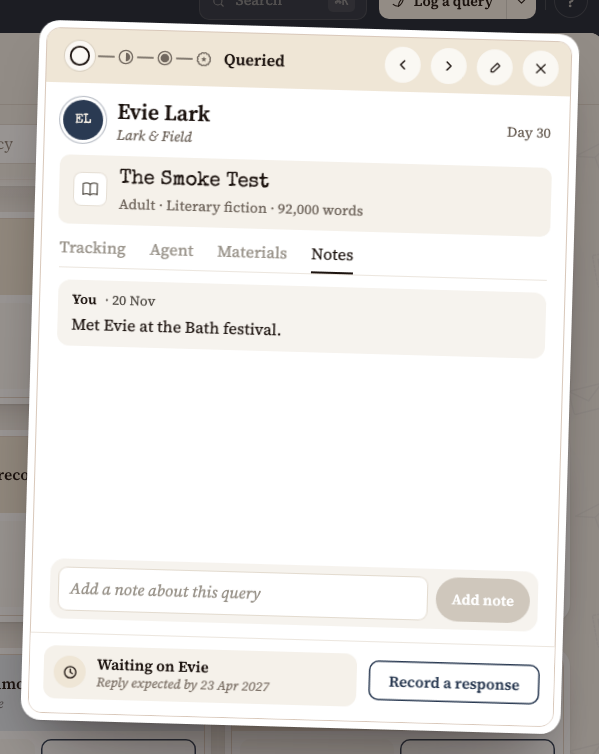 Search ⌘K Log a query ?
Queried
EL
Evie Lark
Lark & Field
Day 30
The Smoke Test
Adult · Literary fiction · 92,000 words
Tracking Agent Materials Notes
You · 20 Nov
Met Evie at the Bath festival.
Add a note about this query
Add note
Waiting on Evie
Reply expected by 23 Apr 2027
Record a response